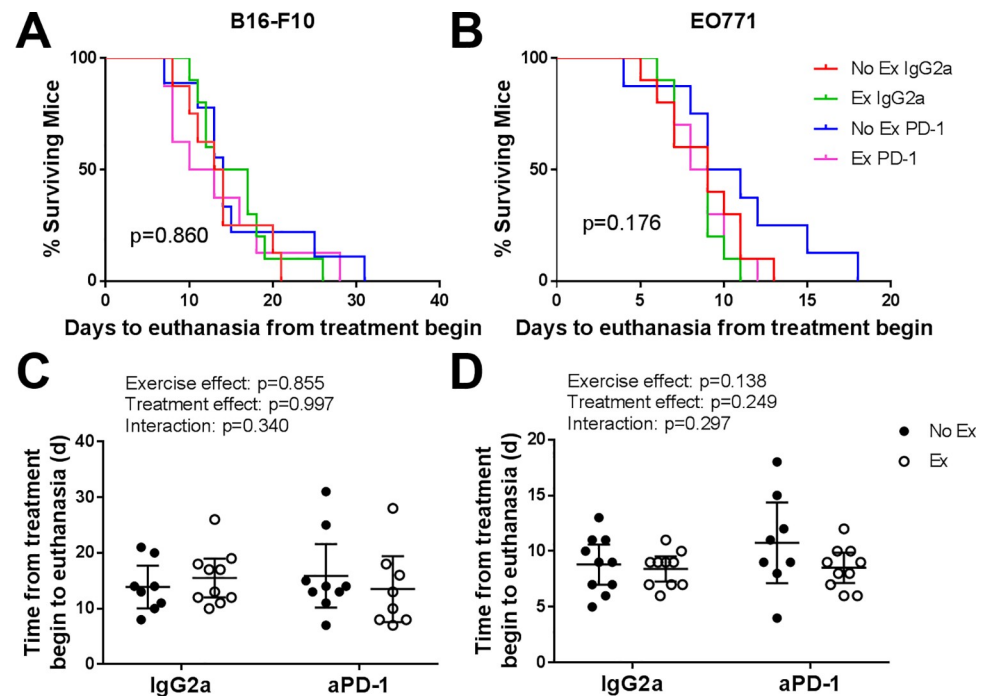 A
B16-F10
% Surviving Mice
100
50
0
0
10
20
30
40
p=0.860
Days to euthanasia from treatment begin
B
EO771
% Surviving Mice
100
50
0
0
5
10
15
20
p=0.176
Days to euthanasia from treatment begin
No Ex IgG2a
Ex IgG2a
No Ex PD-1
Ex PD-1
C
Exercise effect: p=0.855
Treatment effect: p=0.997
Interaction: p=0.340
Time from treatment
begin to euthanasia (d)
40
30
20
10
0
IgG2a
aPD-1
D
Exercise effect: p=0.138
Treatment effect: p=0.249
Interaction: p=0.297
Time from treatment
begin to euthanasia (d)
20
15
10
5
0
IgG2a
aPD-1
No Ex
Ex